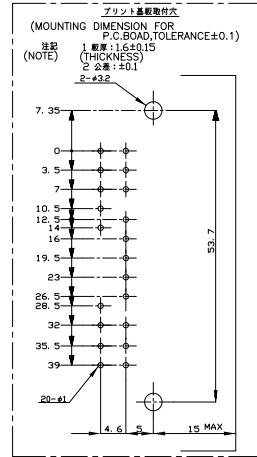 プリント基板取付穴
(MOUNTING DIMENSION FOR
P.C.BOAD,TOLERANCE±0.1)
注記 1 板厚:1.6±0.15
(NOTE) (THICKNESS)
2 公差:±0.1
2-φ3.2
7.35
0
3.5
7
10.5
12.5
14
16
19.5
23
26.5
28.5
32
35.5
39
53.7
20-φ1
4.6
5
15 MAX